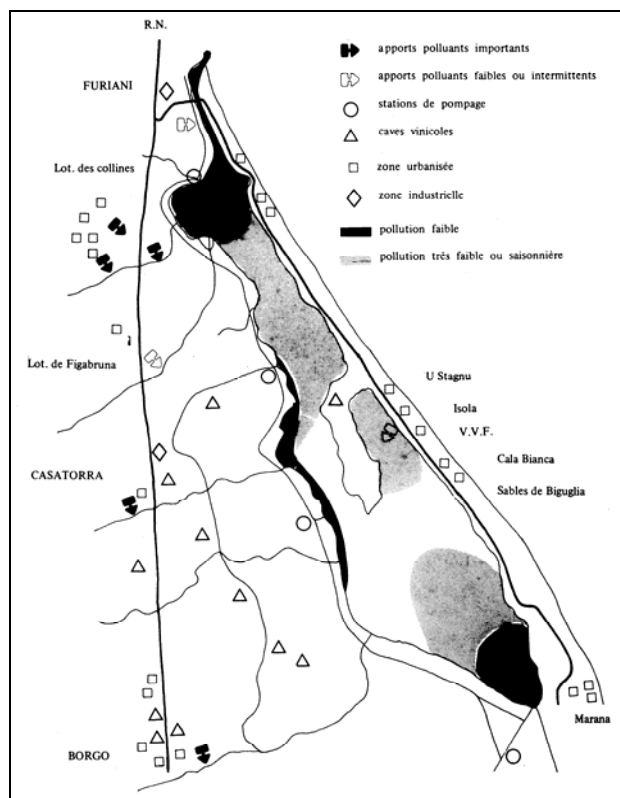 R.N.
FURIANI
Lot. des collines
Lot. de Figabruna
CASATORRA
BORGO
apports polluants importants
apports polluants faibles ou intermittents
stations de pompage
caves vinicoles
zone urbanisée
zone industrielle
pollution faible
pollution très faible ou saisonnière
U Stagnu
Isola
V.V.F.
Cala Bianca
Sables de Biguglia
Marana